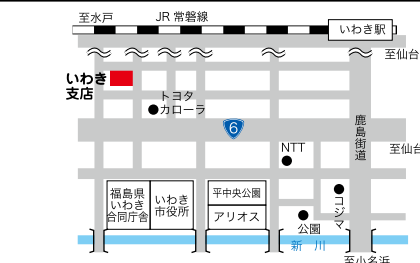 至水戸
JR 常磐線
いわき駅
至仙台
いわき
支店
トヨタ
カローラ
6
鹿島街道
NTT
至仙台
福島県
いわき
合同庁舎
いわき
市役所
平中央公園
アリオス
コジマ
公園
新 川
至小名浜